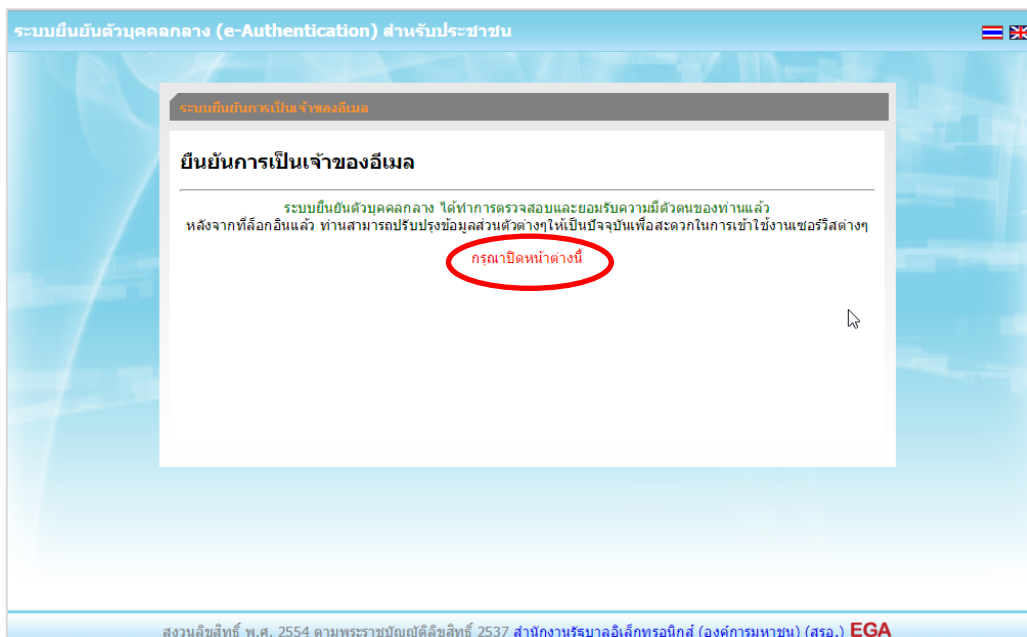 ระบบยืนยันตัวบุคคลกลาง (e-Authentication) สำหรับประชาชน
ระบบยืนยันการเป็นเจ้าของอีเมล
ยืนยันการเป็นเจ้าของอีเมล
ระบบยืนยันตัวบุคคลกลาง ได้ทำการตรวจสอบและยอมรับความมีตัวตนของท่านแล้ว
หลังจากที่ล็อกอินแล้ว ท่านสามารถปรับปรุงข้อมูลส่วนตัวต่างๆให้เป็นปัจจุบันเพื่อสะดวกในการเข้าใช้งานเซอร์วิสต่างๆ
กรุณาปิดหน้าต่างนี้
สงวนลิขสิทธิ์ พ.ศ. 2554 ตามพระราชบัญญัติลิขสิทธิ์ 2537 สำนักงานรัฐบาลอิเล็กทรอนิกส์ (องค์การมหาชน) (สรอ.) EGA